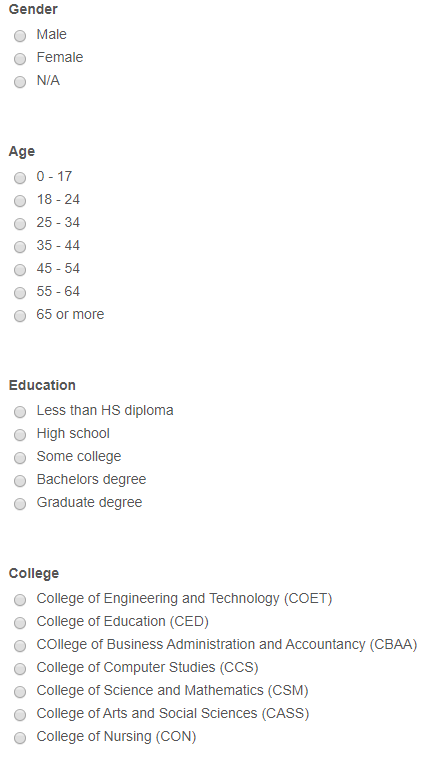 Gender
Male
Female
N/A
Age
0 - 17
18 - 24
25 - 34
35 - 44
45 - 54
55 - 64
65 or more
Education
Less than HS diploma
High school
Some college
Bachelors degree
Graduate degree
College
College of Engineering and Technology (COET)
College of Education (CED)
COllege of Business Administration and Accountancy (CBAA)
College of Computer Studies (CCS)
College of Science and Mathematics (CSM)
College of Arts and Social Sciences (CASS)
College of Nursing (CON)